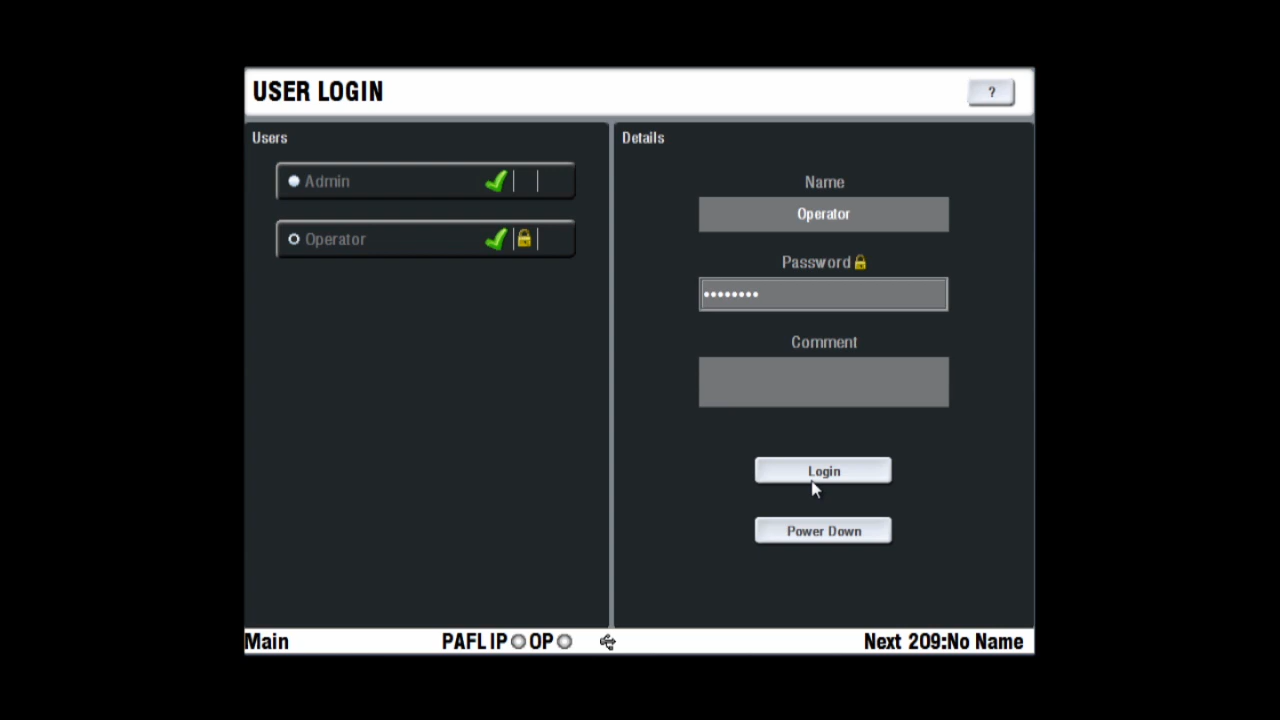 USER LOGIN
?
Users
Admin
Operator
Details
Name
Operator
Password
••••••••
Comment
Login
Power Down
Main
PAFL IP OP
Next 209:No Name